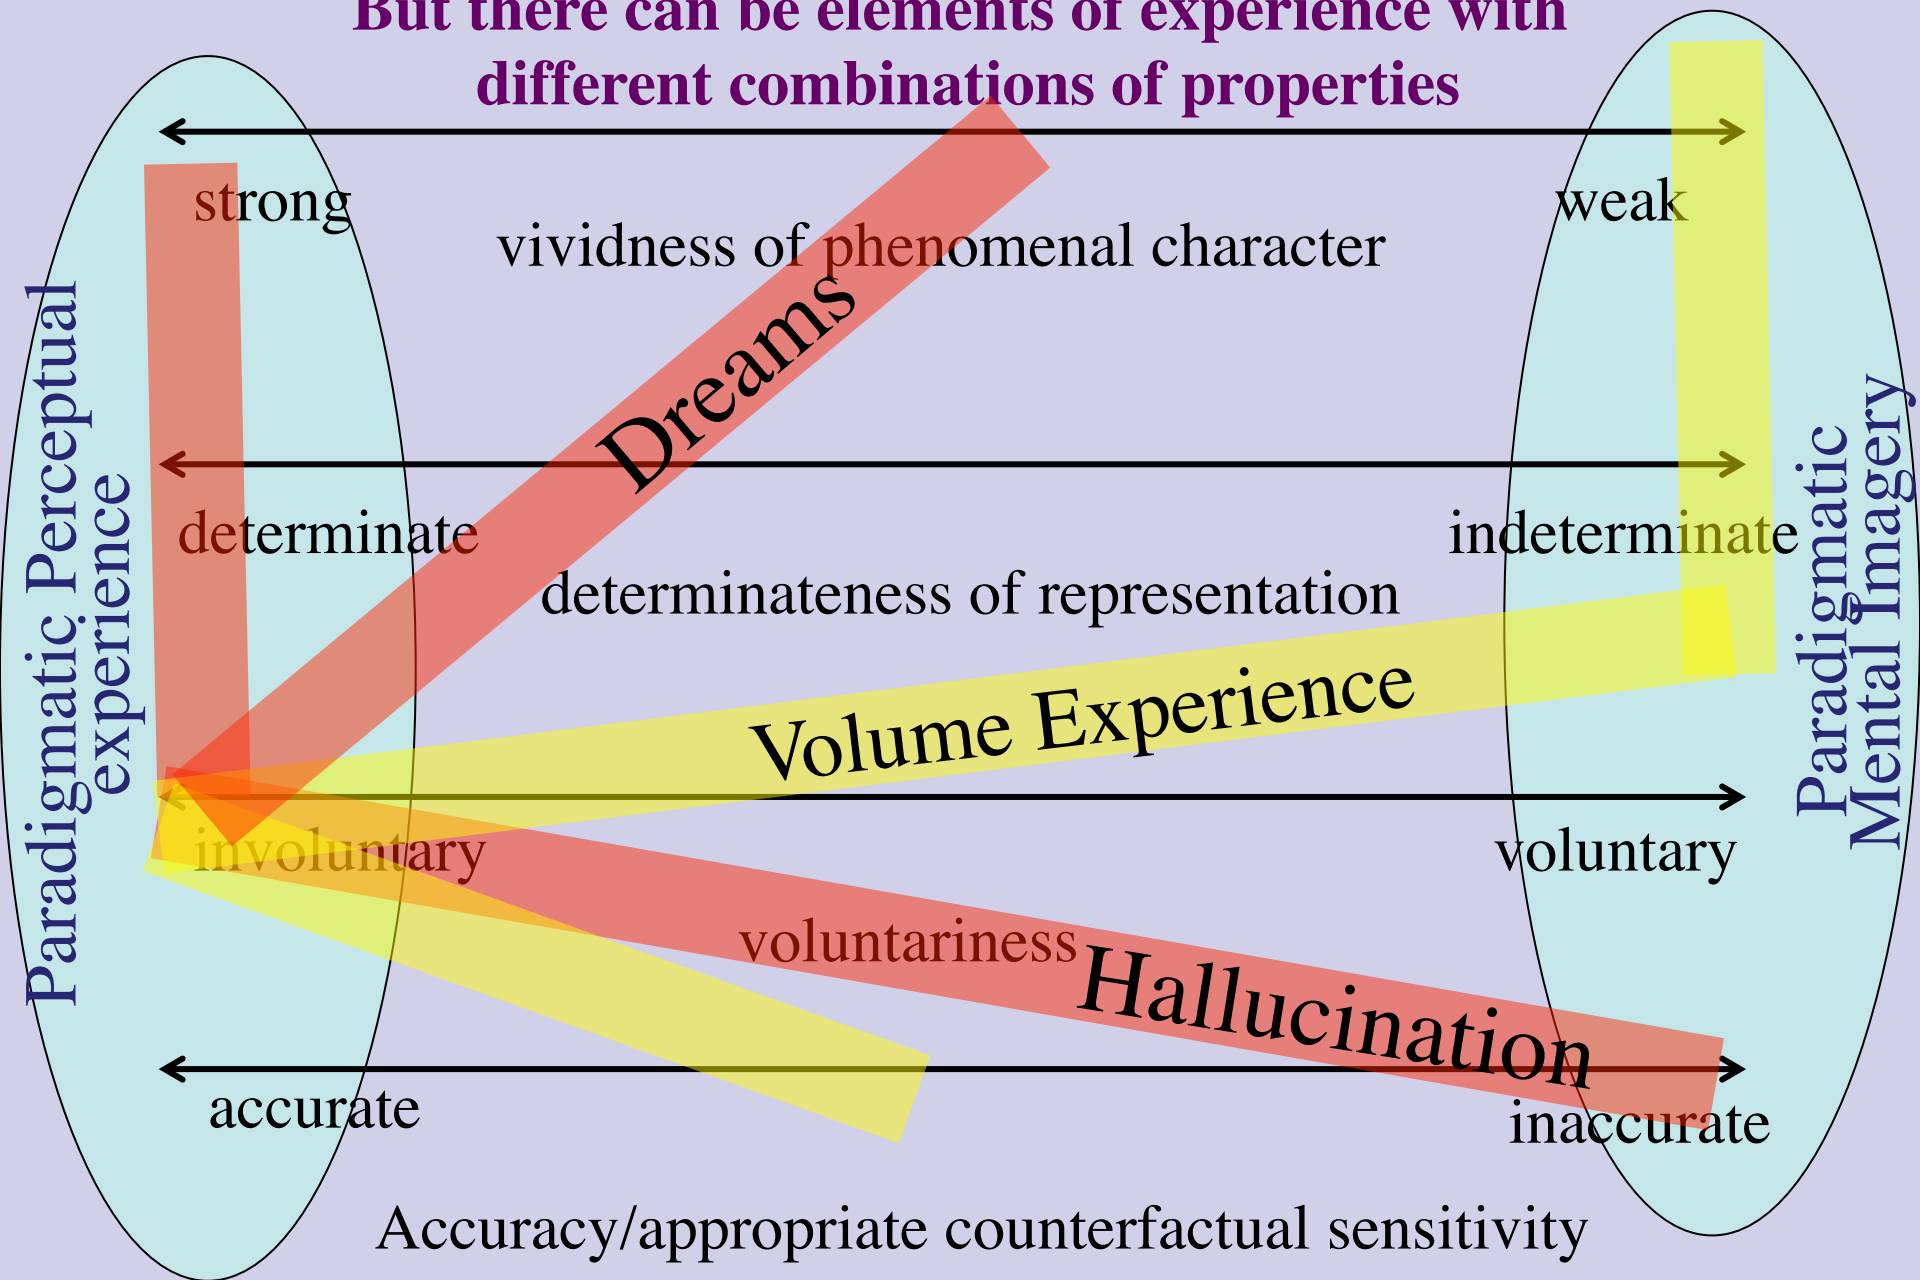 But there can be elements of experience with
different combinations of properties
strong
weak
vividness of phenomenal character
Dreams
determinate
indeterminate
determinateness of representation
Paradigmatic Perceptual
experience
Paradigmatic
Mental Imagery
Volume Experience
involuntary
voluntary
voluntariness
Hallucination
accurate
inaccurate
Accuracy/appropriate counterfactual sensitivity